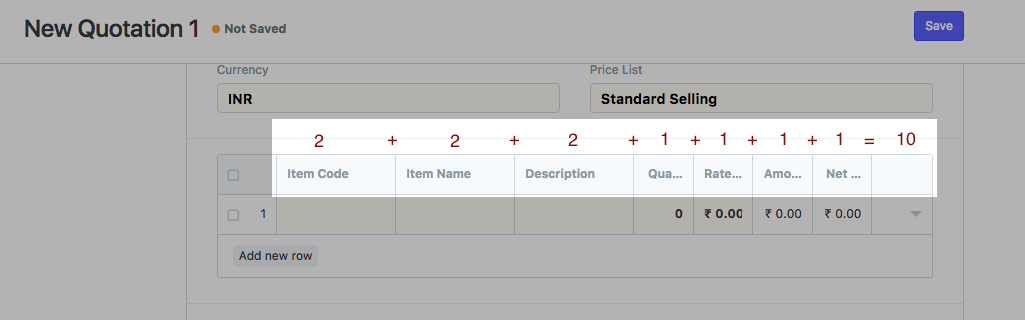 New Quotation 1 Not Saved Save
Currency Price List
INR Standard Selling
2 + 2 + 2 + 1 + 1 + 1 + 1 = 10
Item Code Item Name Description Qua... Rate... Amo... Net ...
1 0 ₹ 0.00 ₹ 0.00 ₹ 0.00
Add new row